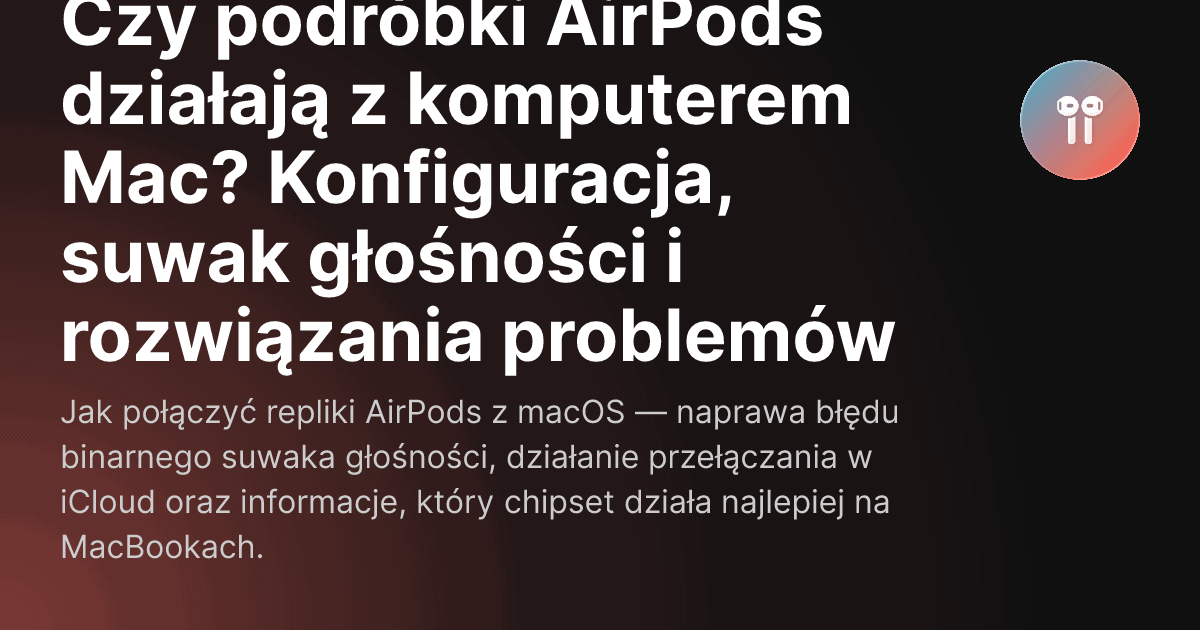 Czy podróbki AirPods
działają z komputerem
Mac? Konfiguracja,
suwak głośności i
rozwiązania problemów
Jak połączyć repliki AirPods z macOS — naprawa błędu
binarnego suwaka głośności, działanie przełączania w
iCloud oraz informacje, który chipset działa najlepiej na
MacBookach.